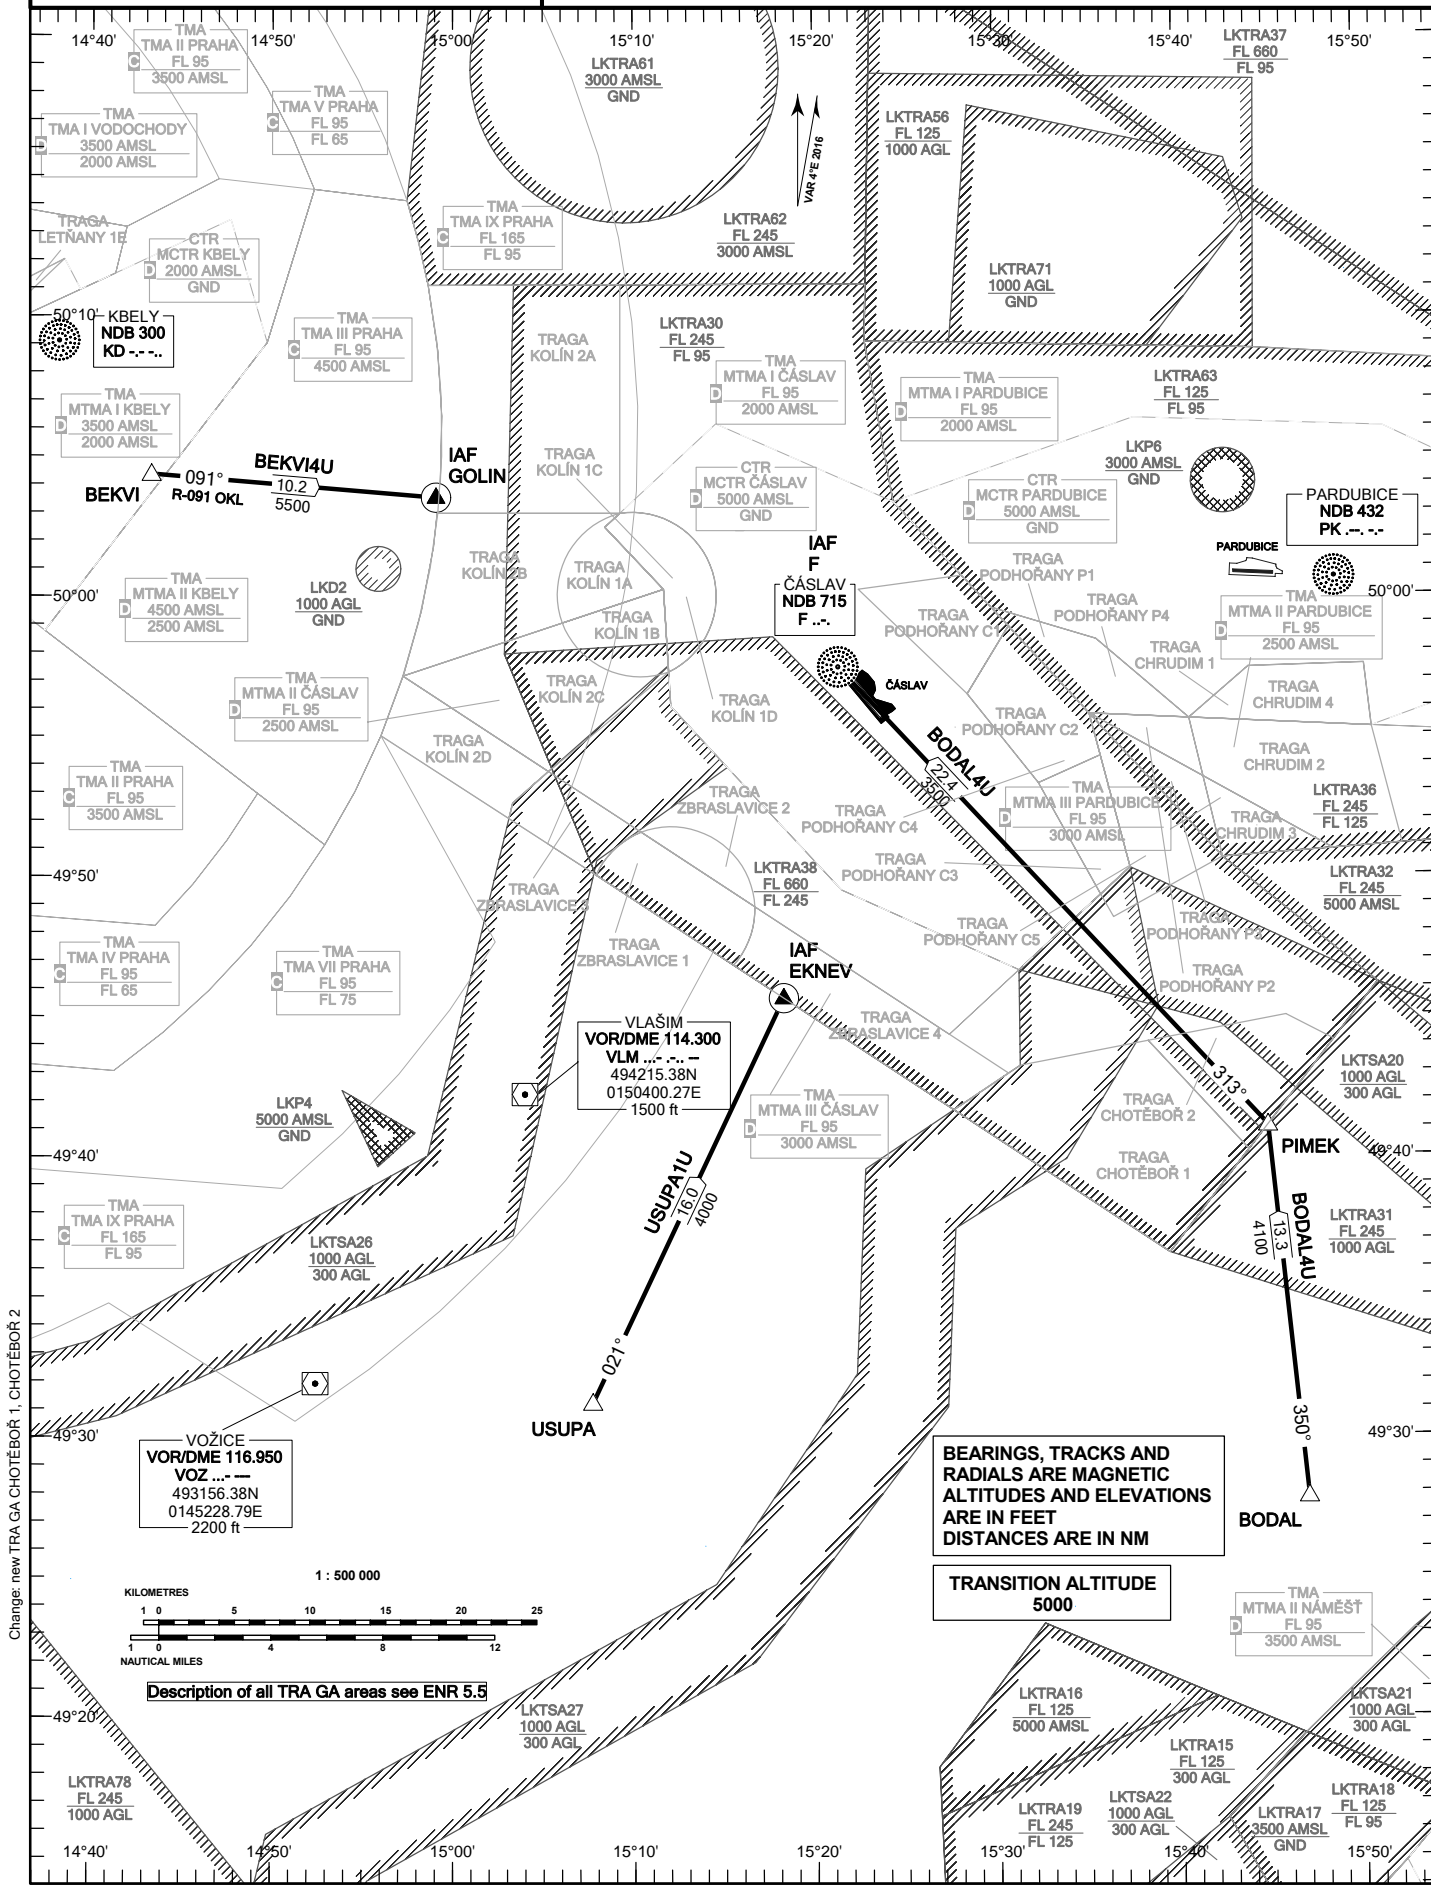 14°40'
14°50'
15°00'
15°10'
15°20'
15°30'
15°40'
15°50'
TMA
TMA II PRAHA
C
FL 95
3500 AMSL
TMA
TMA V PRAHA
C
FL 95
FL 65
TMA
TMA I VODOCHODY
D
3500 AMSL
2000 AMSL
LKTRA61
3000 AMSL
GND
LKTRA37
FL 660
FL 95
LKTRA56
FL 125
1000 AGL
VAR 4°E 2016
TRAGA
LETŇANY 1E
CTR
MCTR KBELY
D
2000 AMSL
GND
TMA
TMA IX PRAHA
C
FL 165
FL 95
LKTRA62
FL 245
3000 AMSL
LKTRA71
1000 AGL
GND
50°10'
KBELY
NDB 300
KD -.- -..
TMA
TMA III PRAHA
C
FL 95
4500 AMSL
TRAGA
KOLÍN 2A
LKTRA30
FL 245
FL 95
TMA
MTMA I ČÁSLAV
D
FL 95
2000 AMSL
TMA
MTMA I PARDUBICE
D
FL 95
2000 AMSL
LKTRA63
FL 125
FL 95
TMA
MTMA I KBELY
D
3500 AMSL
2000 AMSL
BEKVI
091°
R-091 OKL
BEKVI4U
10.2
5500
IAF
GOLIN
TRAGA
KOLÍN 1C
CTR
MCTR ČÁSLAV
D
5000 AMSL
GND
CTR
MCTR PARDUBICE
D
5000 AMSL
GND
LKP6
3000 AMSL
GND
PARDUBICE
NDB 432
PK .--. -.-
PARDUBICE
TMA
MTMA II KBELY
D
4500 AMSL
2500 AMSL
LKD2
1000 AGL
GND
TRAGA
KOLÍN 2B
TRAGA
KOLÍN 1A
TRAGA
KOLÍN 1B
IAF
F
ČÁSLAV
NDB 715
F ..-.
ČÁSLAV
TRAGA
PODHOŘANY P1
TRAGA
PODHOŘANY C1
TRAGA
PODHOŘANY P4
TMA
MTMA II PARDUBICE
D
FL 95
2500 AMSL
50°00'
50°00'
TMA
MTMA II ČÁSLAV
D
FL 95
2500 AMSL
TRAGA
KOLÍN 2C
TRAGA
KOLÍN 1D
TRAGA
CHRUDIM 1
TRAGA
CHRUDIM 4
TRAGA
KOLÍN 2D
TRAGA
PODHOŘANY C2
BODAL4U
22.4
3500
TRAGA
CHRUDIM 2
TMA
TMA II PRAHA
C
FL 95
3500 AMSL
TRAGA
ZBRASLAVICE 2
TRAGA
PODHOŘANY C4
TMA
MTMA III PARDUBICE
D
FL 95
3000 AMSL
TRAGA
CHRUDIM 3
LKTRA36
FL 245
FL 125
49°50'
TRAGA
ZBRASLAVICE 3
LKTRA38
FL 660
FL 245
TRAGA
PODHOŘANY C3
LKTRA32
FL 245
5000 AMSL
TMA
TMA IV PRAHA
C
FL 95
FL 65
TMA
TMA VII PRAHA
C
FL 95
FL 75
TRAGA
ZBRASLAVICE 1
IAF
EKNEV
TRAGA
PODHOŘANY C5
TRAGA
PODHOŘANY P3
TRAGA
PODHOŘANY P2
VLAŠIM
VOR/DME 114.300
VLM ...- .-.. --
494215.38N
0150400.27E
1500 ft
TRAGA
ZBRASLAVICE 4
LKP4
5000 AMSL
GND
TMA
MTMA III ČÁSLAV
D
FL 95
3000 AMSL
TRAGA
CHOTĚBOŘ 2
313°
LKTSA20
1000 AGL
300 AGL
49°40'
PIMEK
49°40'
TRAGA
CHOTĚBOŘ 1
TMA
TMA IX PRAHA
C
FL 165
FL 95
LKTSA26
1000 AGL
300 AGL
USUPA1U
16.0
4000
BODAL4U
13.3
4100
LKTRA31
FL 245
1000 AGL
021°
USUPA
49°30'
350°
49°30'
BODAL
VOŽICE
VOR/DME 116.950
VOZ ...- --- --..
493156.38N
0145228.79E
2200 ft
BEARINGS, TRACKS AND
RADIALS ARE MAGNETIC
ALTITUDES AND ELEVATIONS
ARE IN FEET
DISTANCES ARE IN NM
TRANSITION ALTITUDE
5000
1 : 500 000
KILOMETRES
1 0 5 10 15 20 25
1 0 4 8 12
NAUTICAL MILES
Description of all TRA GA areas see ENR 5.5
TMA
MTMA II NÁMĚŠŤ
D
FL 95
3500 AMSL
49°20'
LKTSA27
1000 AGL
300 AGL
LKTRA16
FL 125
5000 AMSL
LKTSA21
1000 AGL
300 AGL
LKTRA15
FL 125
300 AGL
LKTRA78
FL 245
1000 AGL
LKTRA19
FL 245
FL 125
LKTSA22
1000 AGL
300 AGL
LKTRA17
3500 AMSL
GND
LKTRA18
FL 125
FL 95
14°40'
14°50'
15°00'
15°10'
15°20'
15°30'
15°40'
15°50'
Change: new TRA GA CHOTĚBOŘ 1, CHOTĚBOŘ 2